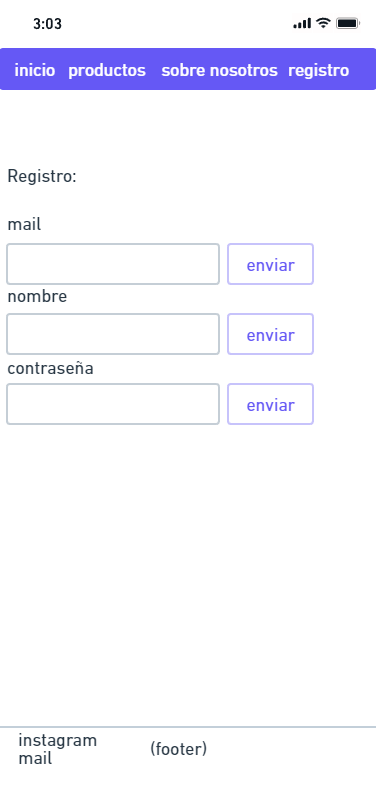 3:03
inicio productos sobre nosotros registro
Registro:
mail
enviar
nombre
enviar
contraseña
enviar
instagram
mail
(footer)